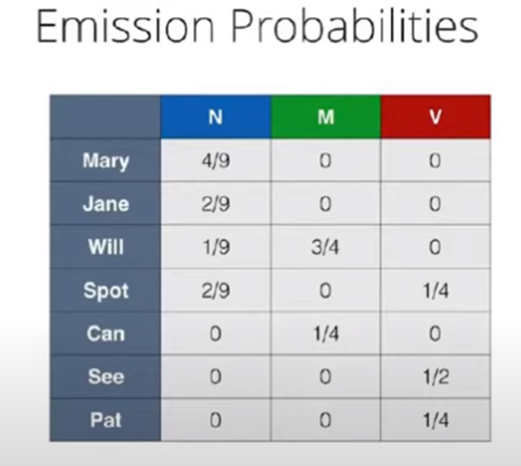 Emission Probabilities
N M V
Mary 4/9 0 0
Jane 2/9 0 0
Will 1/9 3/4 0
Spot 2/9 0 1/4
Can 0 1/4 0
See 0 0 1/2
Pat 0 0 1/4